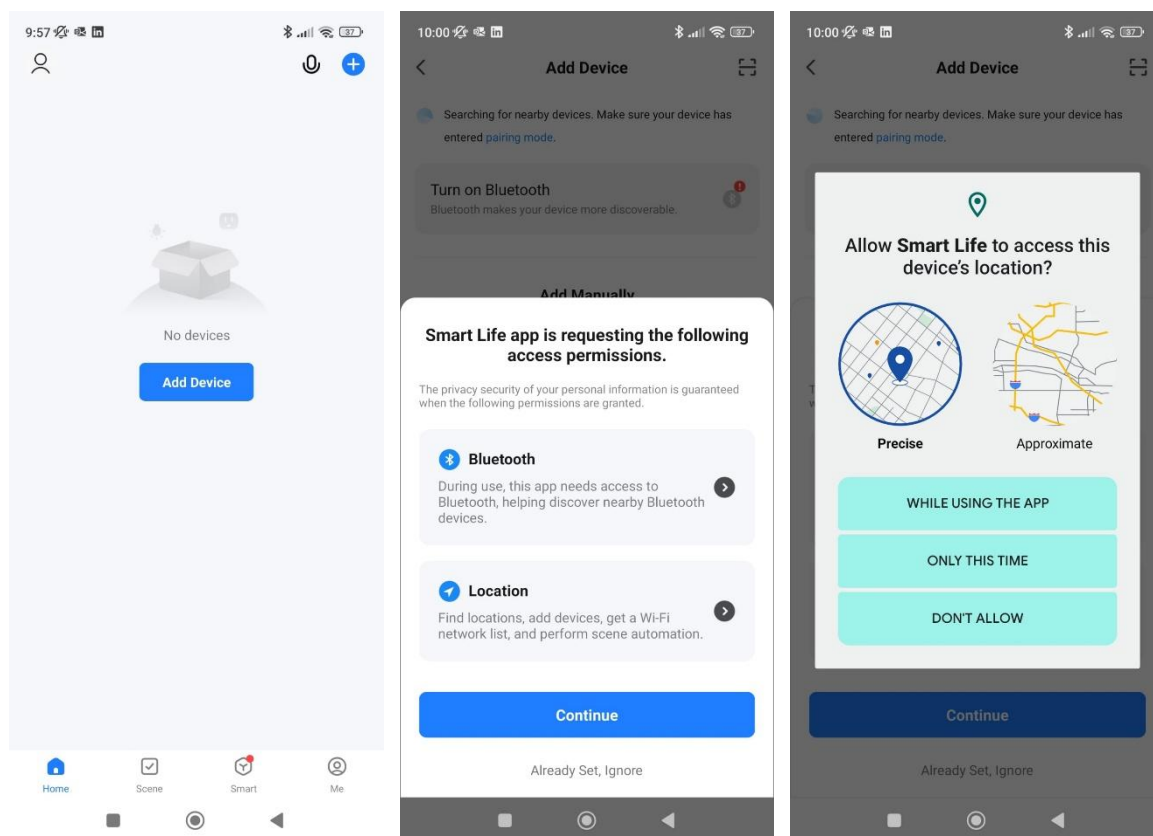 9:57
37
No devices
Add Device
Home
Scene
Smart
Me
10:00
37
Add Device
Searching for nearby devices. Make sure your device has
entered pairing mode.
Turn on Bluetooth
Bluetooth makes your device more discoverable.
Add Manually
Smart Life app is requesting the following
access permissions.
The privacy security of your personal information is guaranteed
when the following permissions are granted.
Bluetooth
During use, this app needs access to
Bluetooth, helping discover nearby Bluetooth
devices.
Location
Find locations, add devices, get a Wi-Fi
network list, and perform scene automation.
Continue
Already Set, Ignore
10:00
37
Add Device
Searching for nearby devices. Make sure your device has
entered pairing mode.
Allow Smart Life to access this
device's location?
Precise
Approximate
WHILE USING THE APP
ONLY THIS TIME
DON'T ALLOW
Continue
Already Set, Ignore